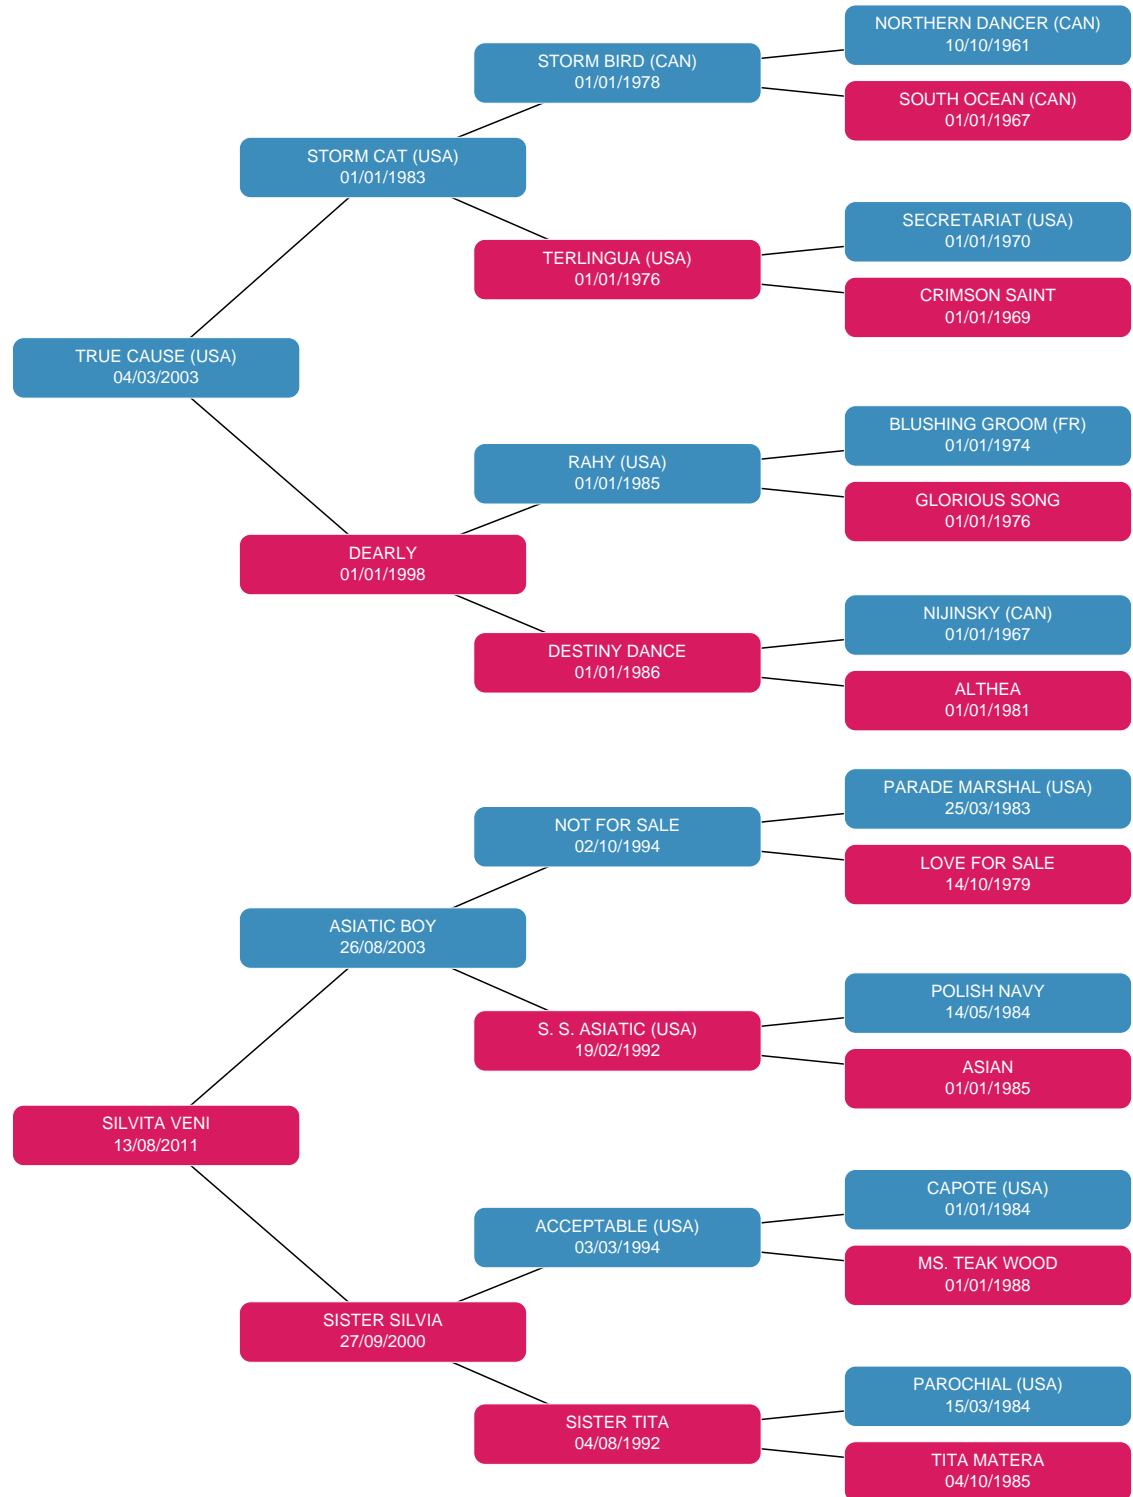 NORTHERN DANCER (CAN)
10/10/1961
STORM BIRD (CAN)
01/01/1978
SOUTH OCEAN (CAN)
01/01/1967
STORM CAT (USA)
01/01/1983
SECRETARIAT (USA)
01/01/1970
TERLINGUA (USA)
01/01/1976
CRIMSON SAINT
01/01/1969
TRUE CAUSE (USA)
04/03/2003
BLUSHING GROOM (FR)
01/01/1974
RAHY (USA)
01/01/1985
GLORIOUS SONG
01/01/1976
DEARLY
01/01/1998
NIJINSKY (CAN)
01/01/1967
DESTINY DANCE
01/01/1986
ALTHEA
01/01/1981
PARADE MARSHAL (USA)
25/03/1983
NOT FOR SALE
02/10/1994
LOVE FOR SALE
14/10/1979
ASIATIC BOY
26/08/2003
POLISH NAVY
14/05/1984
S. S. ASIATIC (USA)
19/02/1992
ASIAN
01/01/1985
SILVITA VENI
13/08/2011
CAPOTE (USA)
01/01/1984
ACCEPTABLE (USA)
03/03/1994
MS. TEAK WOOD
01/01/1988
SISTER SILVIA
27/09/2000
PAROCHIAL (USA)
15/03/1984
SISTER TITA
04/08/1992
TITA MATERA
04/10/1985